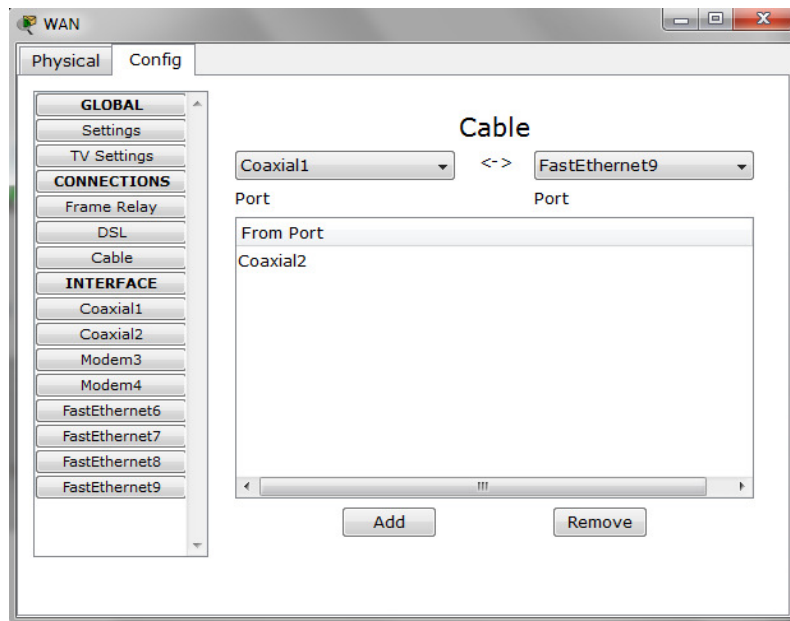 WAN
Physical Config
GLOBAL
Settings
TV Settings
CONNECTIONS
Frame Relay
DSL
Cable
INTERFACE
Coaxial1
Coaxial2
Modem3
Modem4
FastEthernet6
FastEthernet7
FastEthernet8
FastEthernet9
Cable
Coaxial1 <-> FastEthernet9
Port Port
From Port
Coaxial2
Add Remove